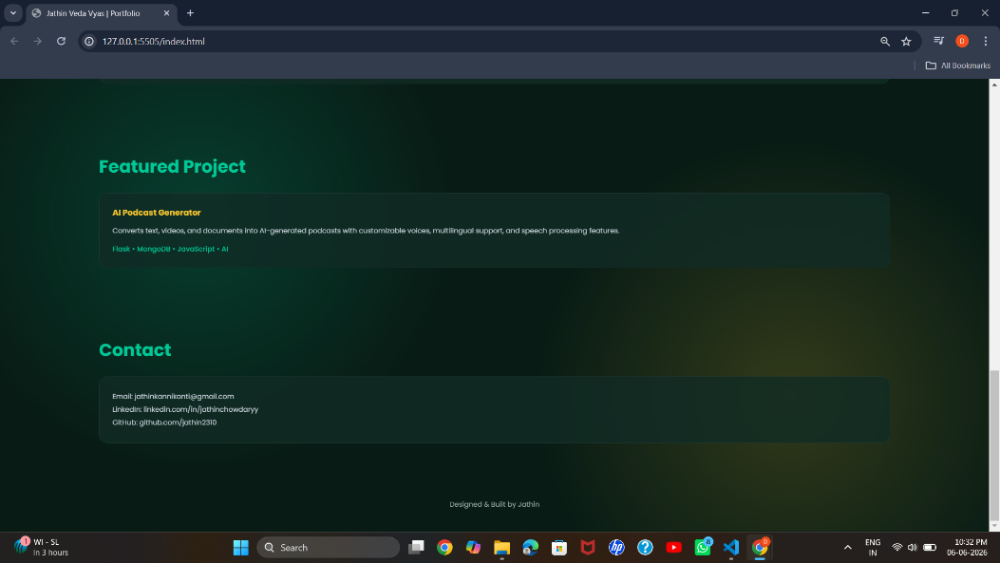 Jathin Veda Vyas | Portfolio
127.0.0.1:5505/index.html
D
All Bookmarks
Featured Project
AI Podcast Generator
Converts text, videos, and documents into AI-generated podcasts with customizable voices, multilingual support, and speech processing features.
Flask • MongoDB • JavaScript • AI
Contact
Email: jathinkannikanti@gmail.com
LinkedIn: linkedin.com/in/jathinchowdaryy
GitHub: github.com/jathin2310
Designed & Built by Jathin
1
WI - SL
In 3 hours
Search
hp
?
8
D
ENG
IN
10:32 PM
06-06-2026